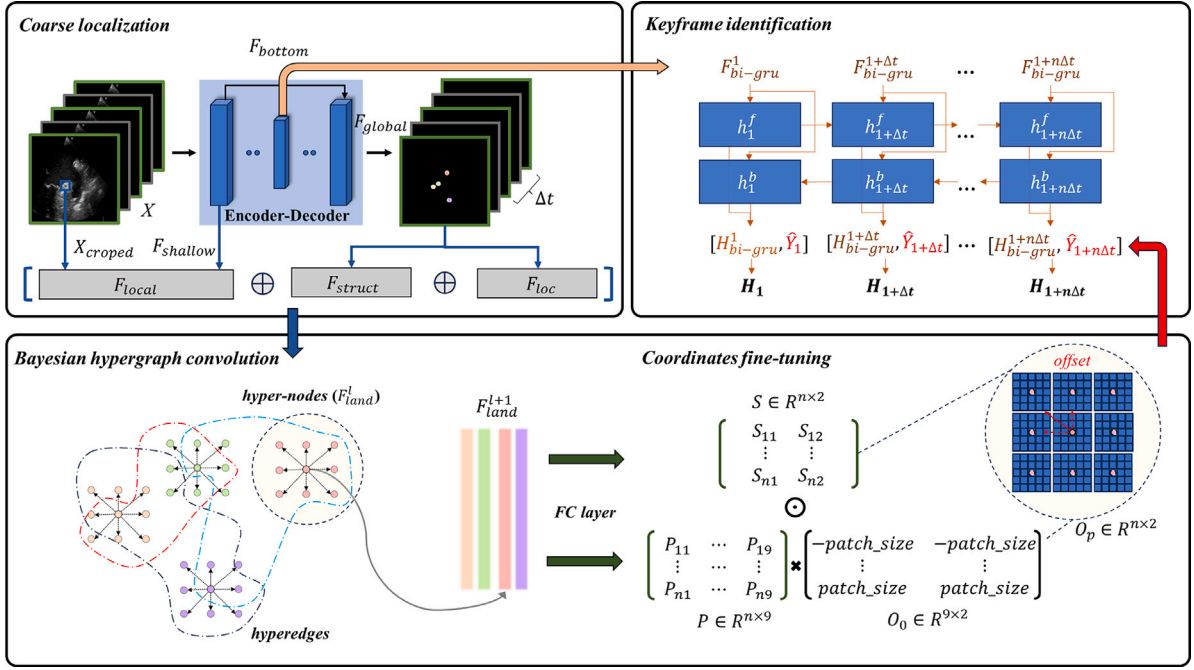 Coarse localization
F_bottom
F_global
X
Δt
Encoder-Decoder
X_croped
F_shallow
[ F_local ⊕ F_struct ⊕ F_loc ]
Keyframe identification
F^1_bi−gru F^{1+Δt}_bi−gru ... F^{1+nΔt}_bi−gru
h^f_1 h^f_{1+Δt} ... h^f_{1+nΔt}
h^b_1 h^b_{1+Δt} ... h^b_{1+nΔt}
[H^1_bi−gru, Ŷ_1] [H^{1+Δt}_bi−gru, Ŷ_{1+Δt}] ... [H^{1+nΔt}_bi−gru, Ŷ_{1+nΔt}]
H_1 H_{1+Δt} H_{1+nΔt}
Bayesian hypergraph convolution
hyper-nodes (F^l_land)
F^{l+1}_land
hyperedges
FC layer
Coordinates fine-tuning
S ∈ R^{n×2}
S_11 S_12
⋮ ⋮
S_n1 S_n2
⊙
P_11 ⋯ P_19
⋮ ⋯ ⋮
P_n1 ⋯ P_n9
P ∈ R^{n×9}
×
−patch_size −patch_size
⋮ ⋮
patch_size patch_size
O_0 ∈ R^{9×2}
offset
O_p ∈ R^{n×2}